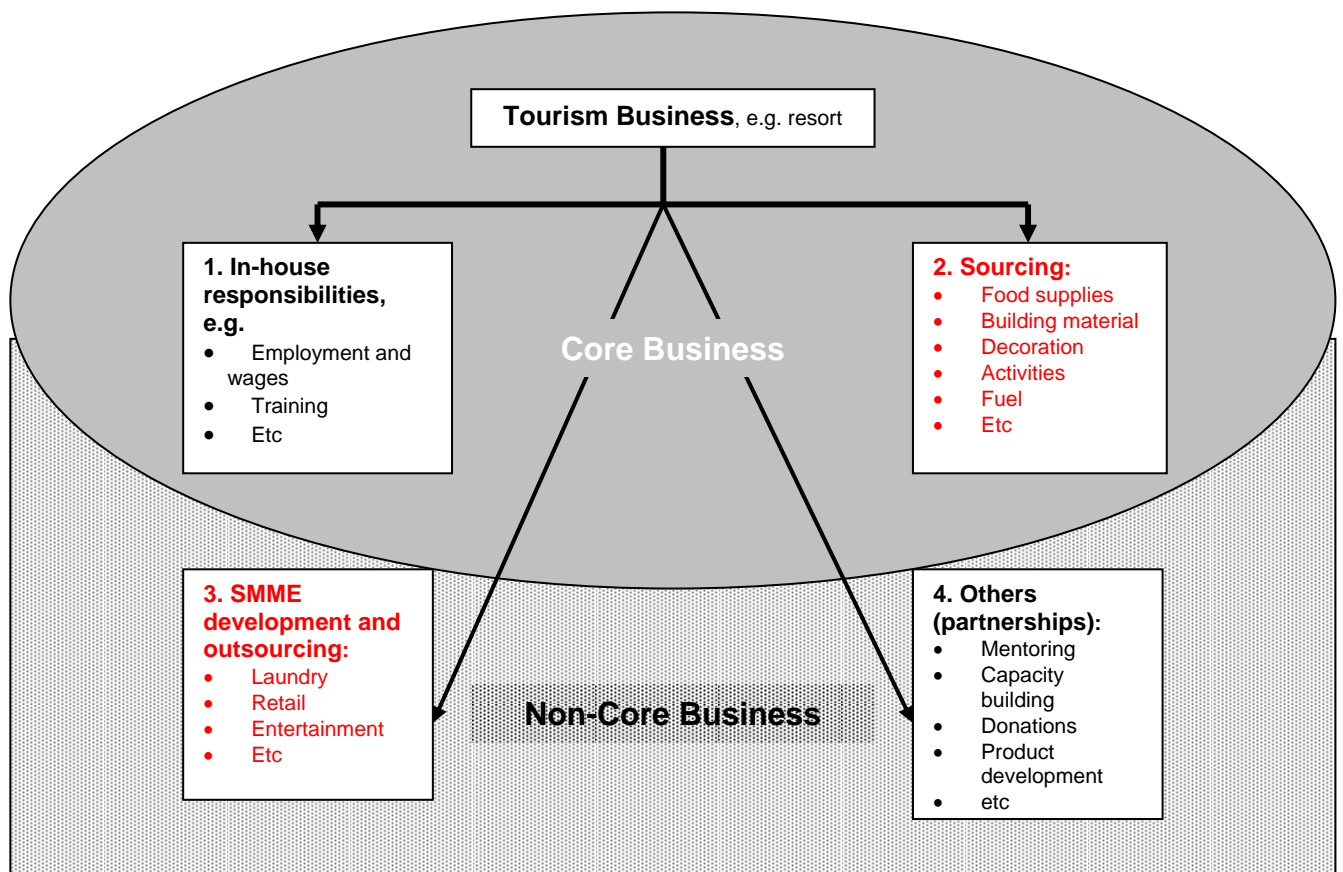 Tourism Business, e.g. resort
1. In-house
responsibilities,
e.g.
• Employment and
wages
• Training
• Etc
Core Business
2. Sourcing:
• Food supplies
• Building material
• Decoration
• Activities
• Fuel
• Etc
3. SMME
development and
outsourcing:
• Laundry
• Retail
• Entertainment
• Etc
Non-Core Business
4. Others
(partnerships):
• Mentoring
• Capacity
building
• Donations
• Product
development
• etc